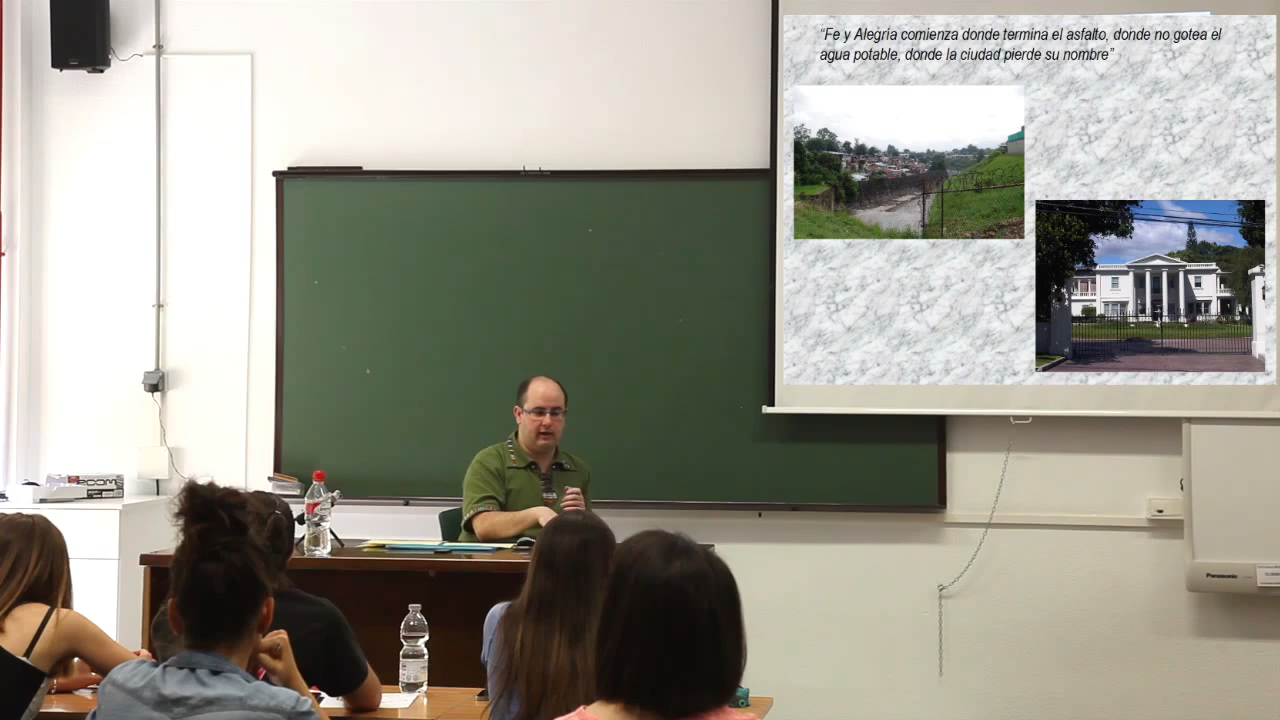 “Fe y Alegría comienza donde termina el asfalto, donde no gotea el
agua potable, donde la ciudad pierde su nombre”
Panasonic